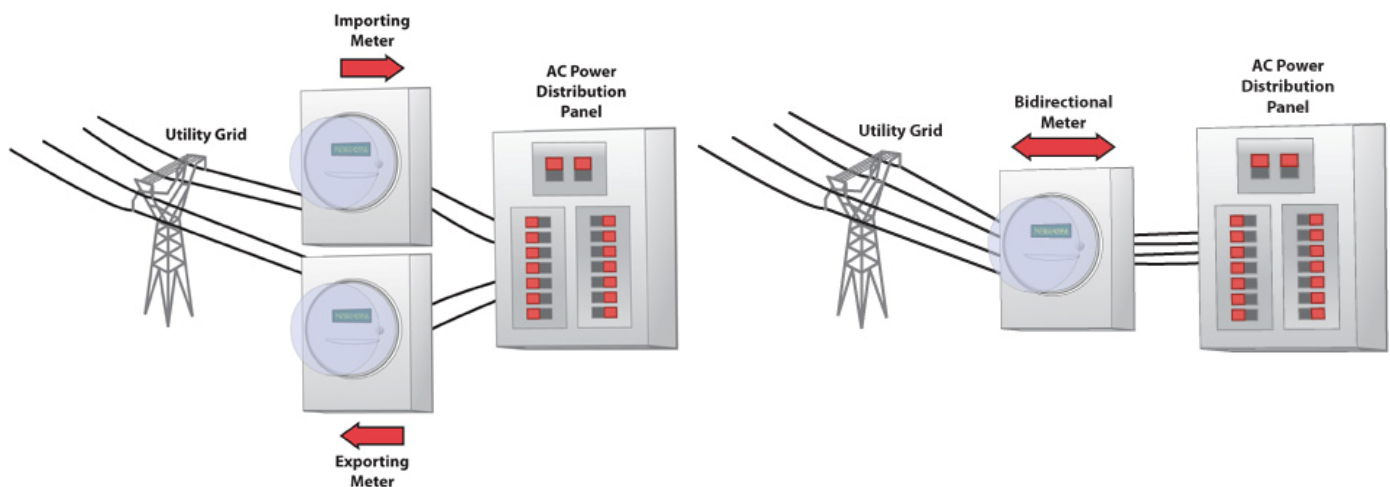 Importing
Meter
AC Power
Distribution
Panel
Utility Grid
Exporting
Meter
Bidirectional
Meter
AC Power
Distribution
Panel
Utility Grid